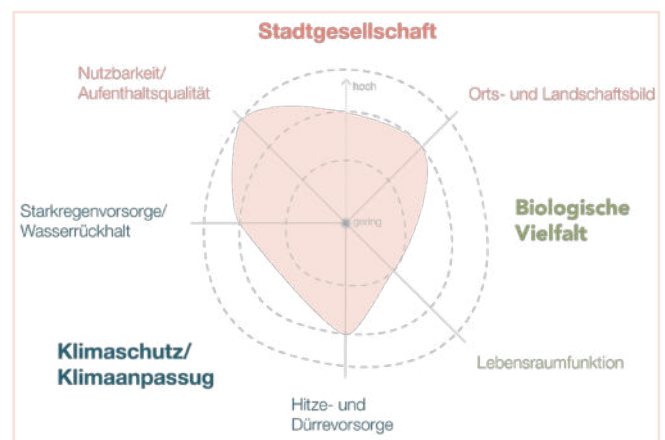 Stadtgesellschaft
Nutzbarkeit/
Aufenthaltsqualität
hoch
Orts- und Landschaftsbild
Starkregenvorsorge/
Wasserrückhalt
gering
Biologische
Vielfalt
Klimaschutz/
Klimaanpassug
Lebensraumfunktion
Hitze- und
Dürrevorsorge